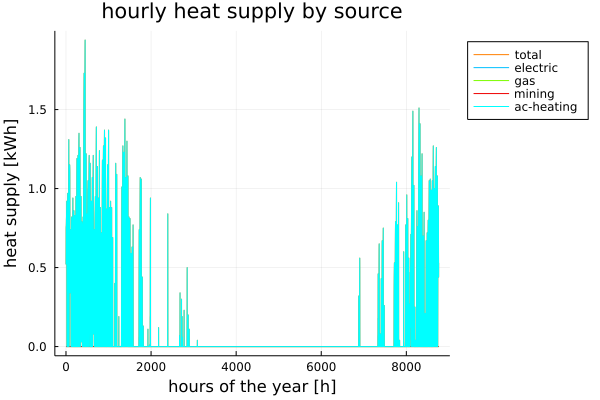 hourly heat supply by source
total
electric
gas
mining
ac-heating
heat supply [kWh]
1.5
1.0
0.5
0.0
0 2000 4000 6000 8000
hours of the year [h]